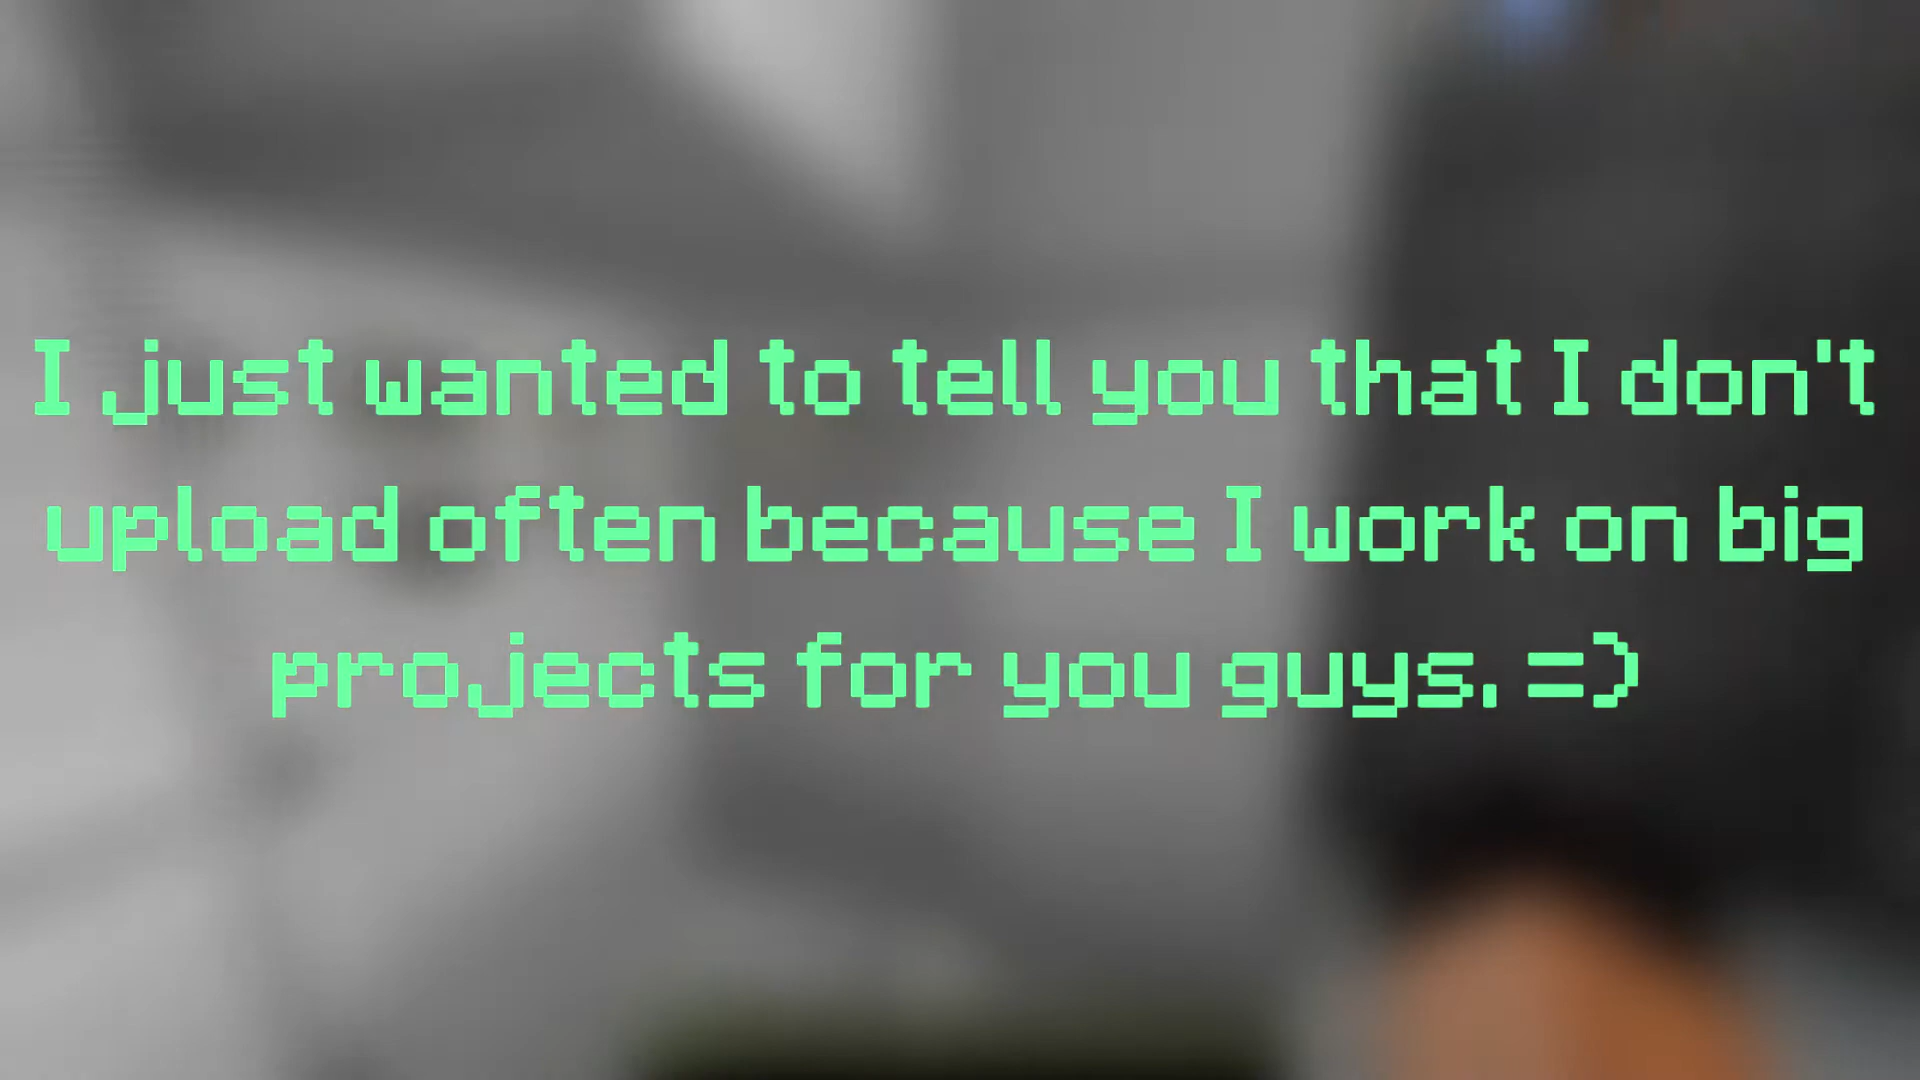 I just wanted to tell you that I don't
upload often because I work on big
projects for you guys. =)